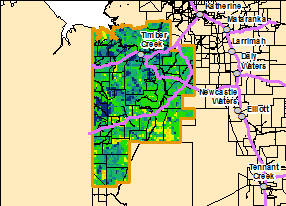 Katherine
Mataranka
Timber
Creek
Larrimah
Daly
Waters
Newcastle
Waters
Elliott
Tennant
Creek